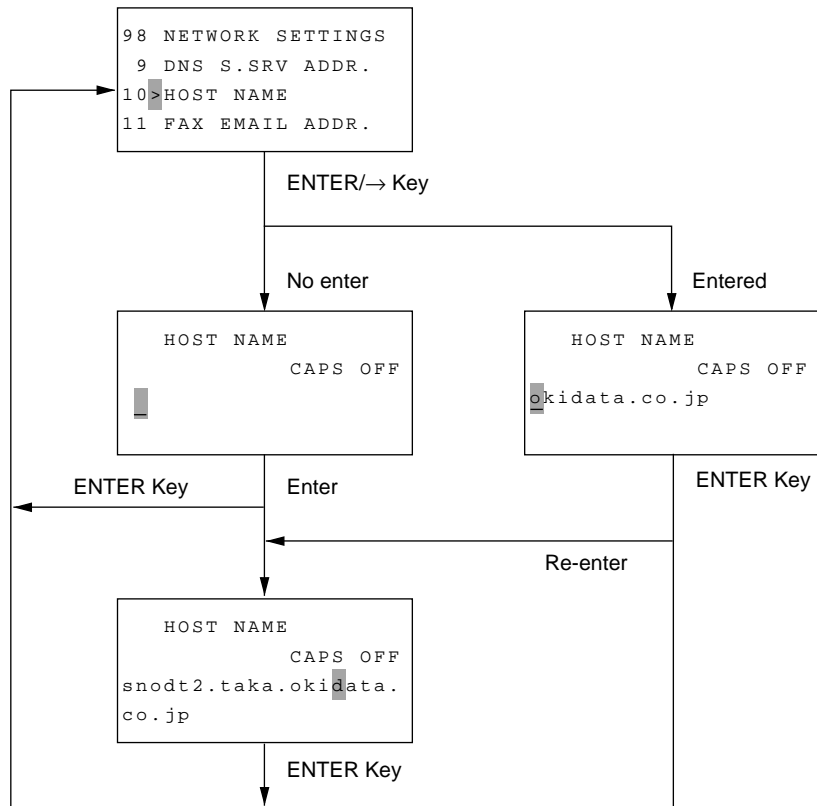 98 NETWORK SETTINGS
9 DNS S.SRV ADDR.
10>HOST NAME
11 FAX EMAIL ADDR.
ENTER/→ Key
No enter
Entered
HOST NAME
CAPS OFF
_
HOST NAME
CAPS OFF
okidata.co.jp
ENTER Key
Enter
ENTER Key
Re-enter
HOST NAME
CAPS OFF
snodt2.taka.okidata.
co.jp
ENTER Key